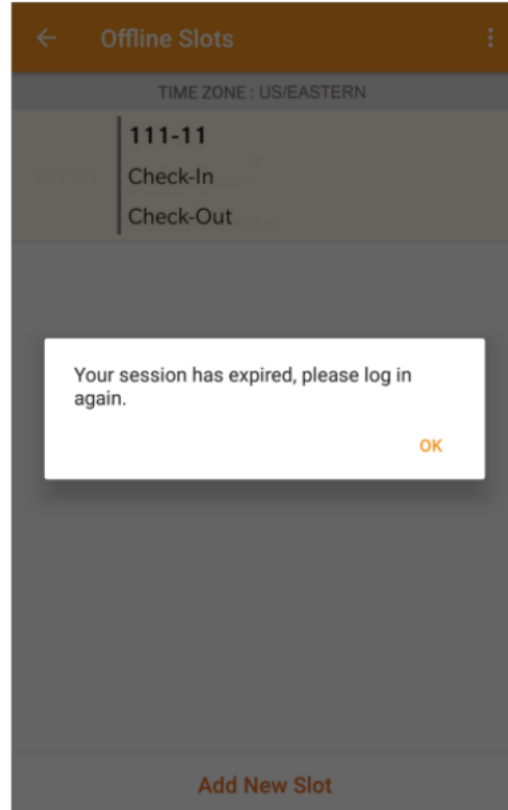 Offline Slots
TIME ZONE : US/EASTERN
111-11
Check-In
Check-Out
Your session has expired, please log in
again.
OK
Add New Slot